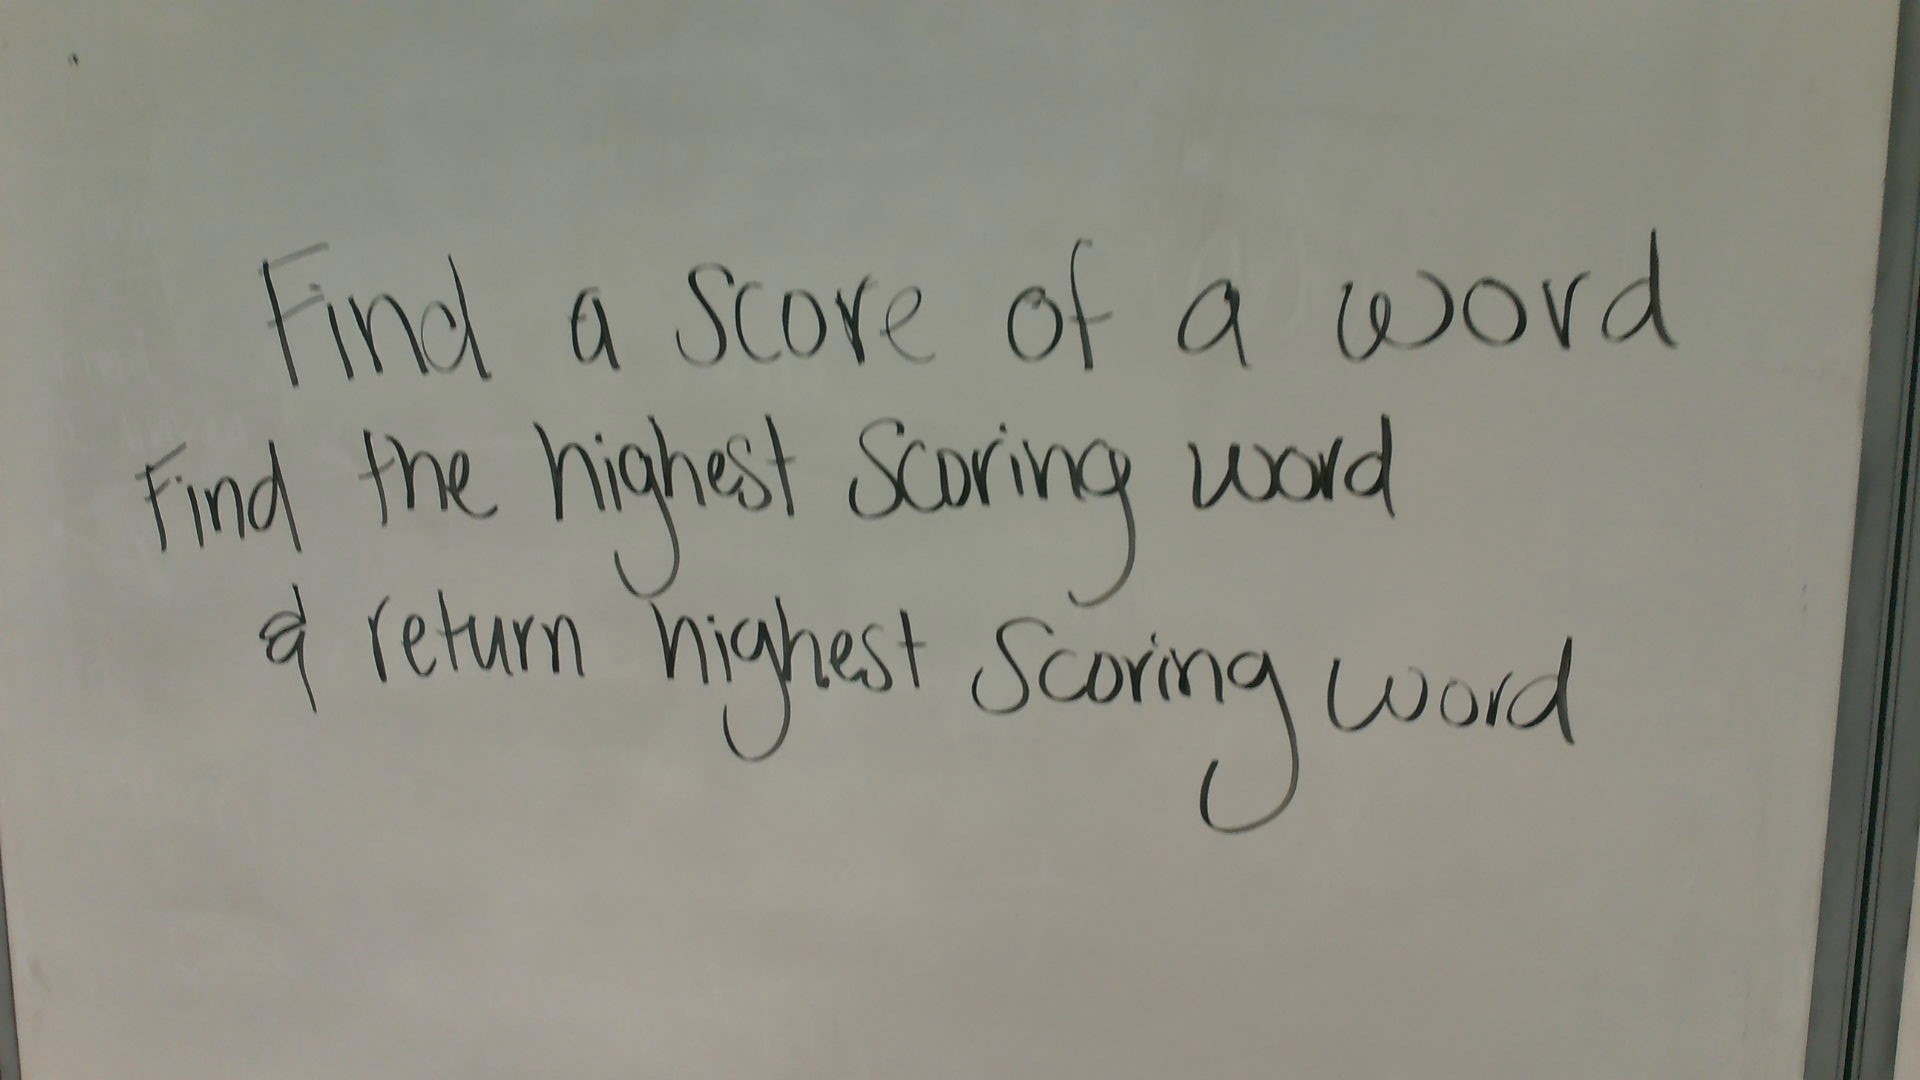 Find a score of a word
Find the highest scoring word
& return highest scoring word